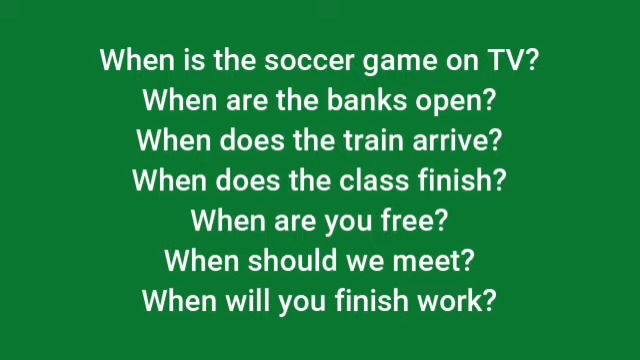 When is the soccer game on TV?
When are the banks open?
When does the train arrive?
When does the class finish?
When are you free?
When should we meet?
When will you finish work?